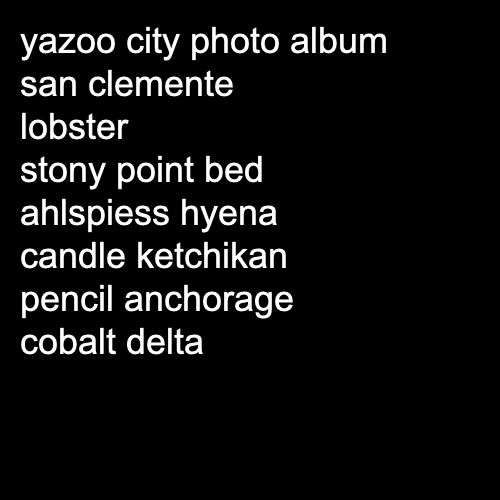 yazoo city photo album
san clemente
lobster
stony point bed
ahlspiess hyena
candle ketchikan
pencil anchorage
cobalt delta